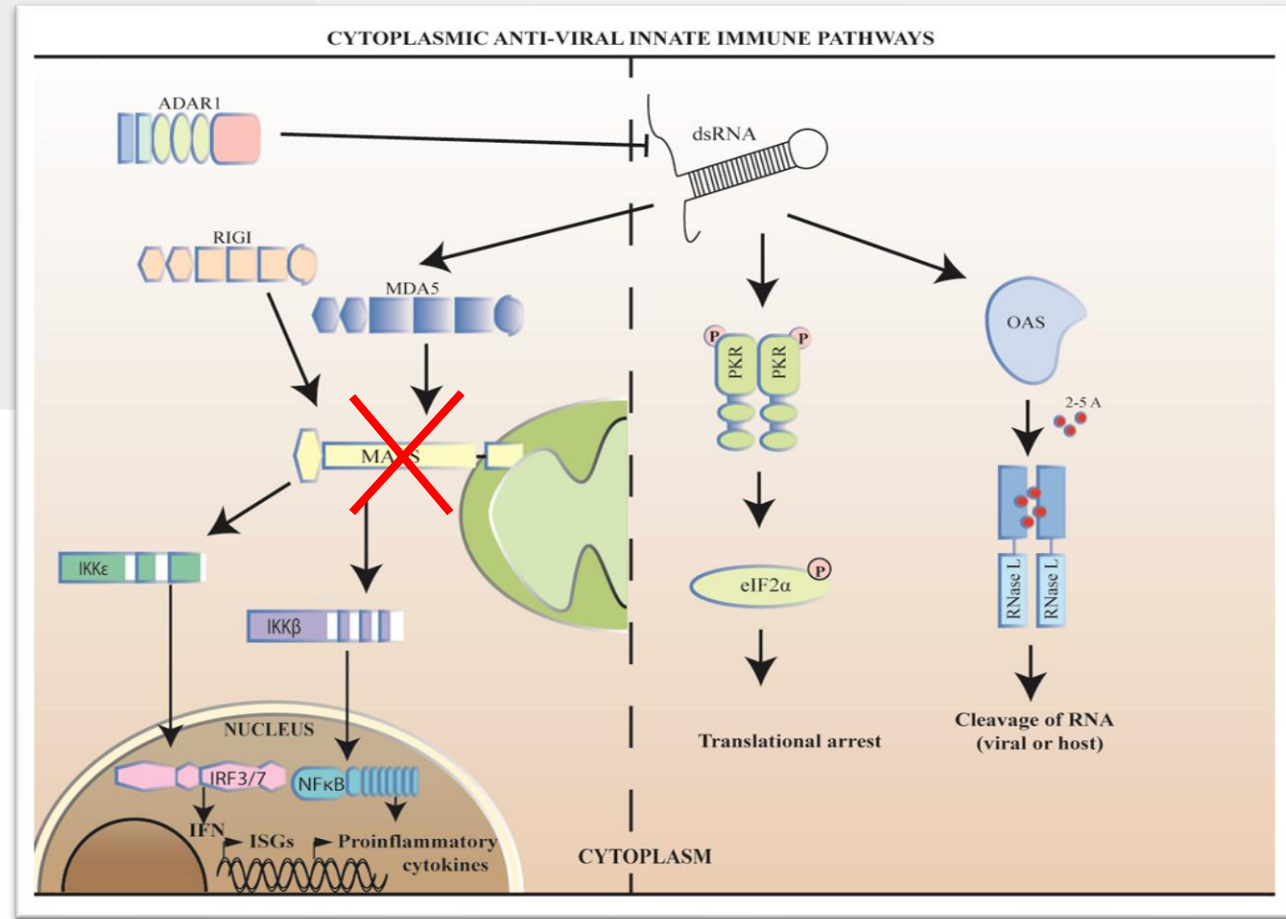 CYTOPLASMIC ANTI-VIRAL INNATE IMMUNE PATHWAYS
ADAR1
dsRNA
RIGI
MDA5
OAS
P
P
PKR
PKR
2-5 A
IKKε
eIF2α
P
RNase L
RNase L
IKKβ
NUCLEUS
Translational arrest
Cleavage of RNA
(viral or host)
IRF3/7
NFκB
IFN
ISGs
Proinflammatory
cytokines
CYTOPLASM